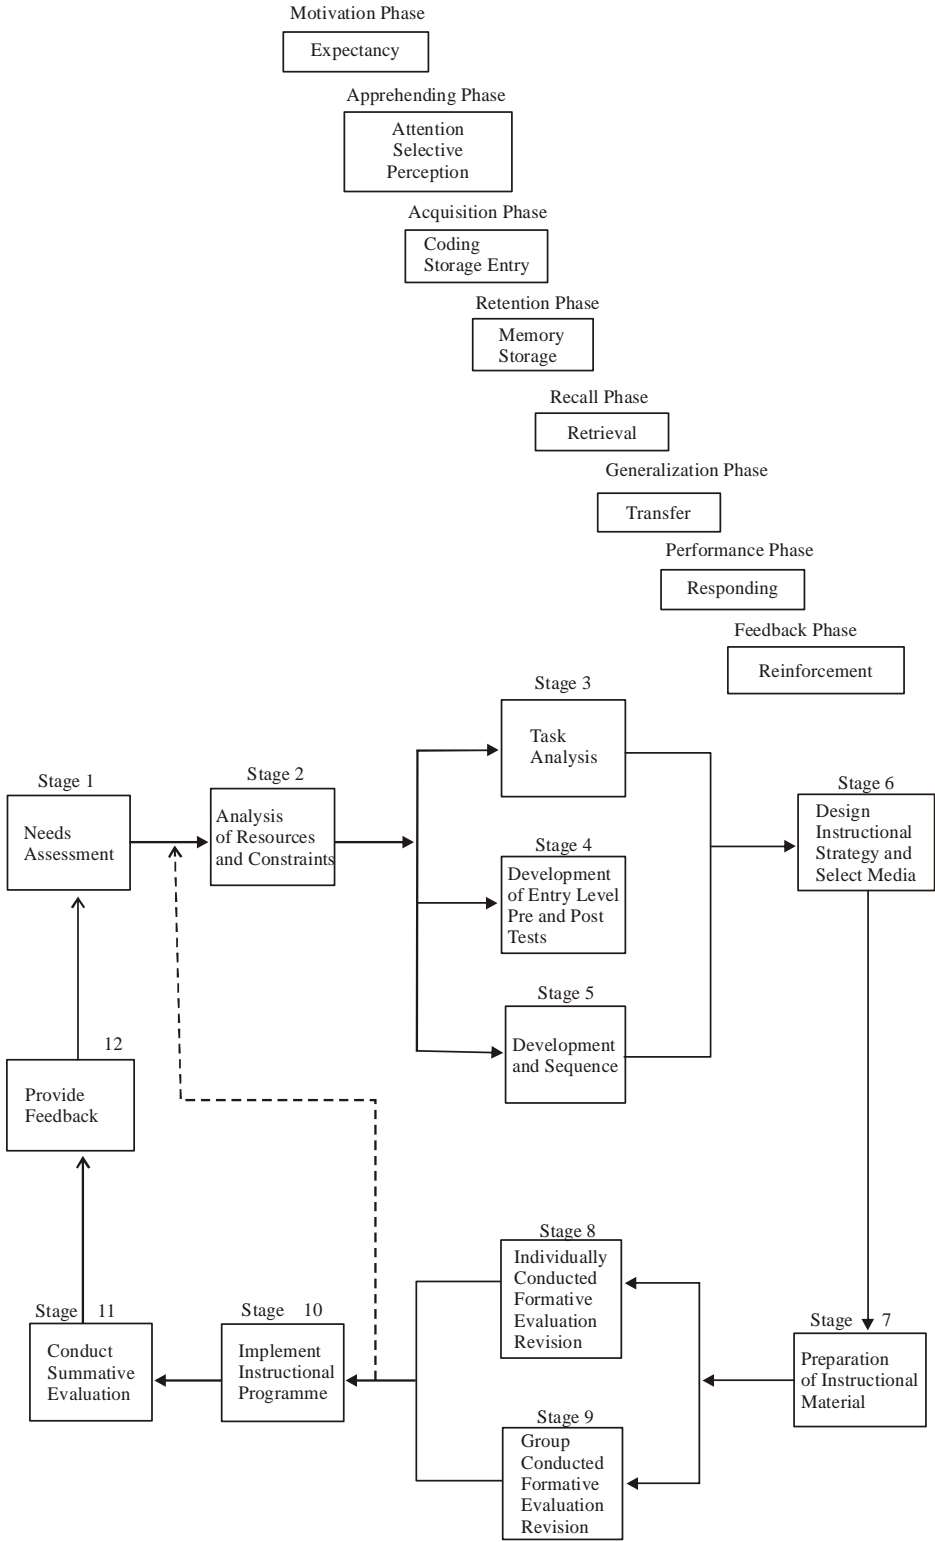 Motivation Phase
Expectancy
Apprehending Phase
Attention
Selective
Perception
Acquisition Phase
Coding
Storage Entry
Retention Phase
Memory
Storage
Recall Phase
Retrieval
Generalization Phase
Transfer
Performance Phase
Responding
Feedback Phase
Reinforcement
Stage 1
Needs
Assessment
Stage 2
Analysis
of Resources
and Constraints
Stage 3
Task
Analysis
Stage 4
Development
of Entry Level
Pre and Post
Tests
Stage 5
Development
and Sequence
Stage 6
Design
Instructional
Strategy and
Select Media
Stage 7
Preparation
of Instructional
Material
Stage 8
Individually
Conducted
Formative
Evaluation
Revision
Stage 9
Group
Conducted
Formative
Evaluation
Revision
Stage 10
Implement
Instructional
Programme
Stage 11
Conduct
Summative
Evaluation
12
Provide
Feedback